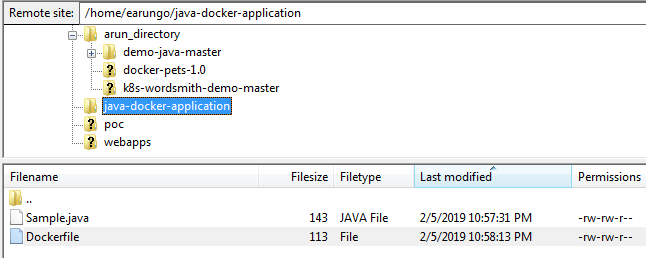 Remote site: /home/earungo/java-docker-application
arun_directory
demo-java-master
docker-pets-1.0
k8s-wordsmith-demo-master
java-docker-application
poc
webapps
Filename Filesize Filetype Last modified Permissions
..
Sample.java 143 JAVA File 2/5/2019 10:57:31 PM -rw-rw-r--
Dockerfile 113 File 2/5/2019 10:58:13 PM -rw-rw-r--